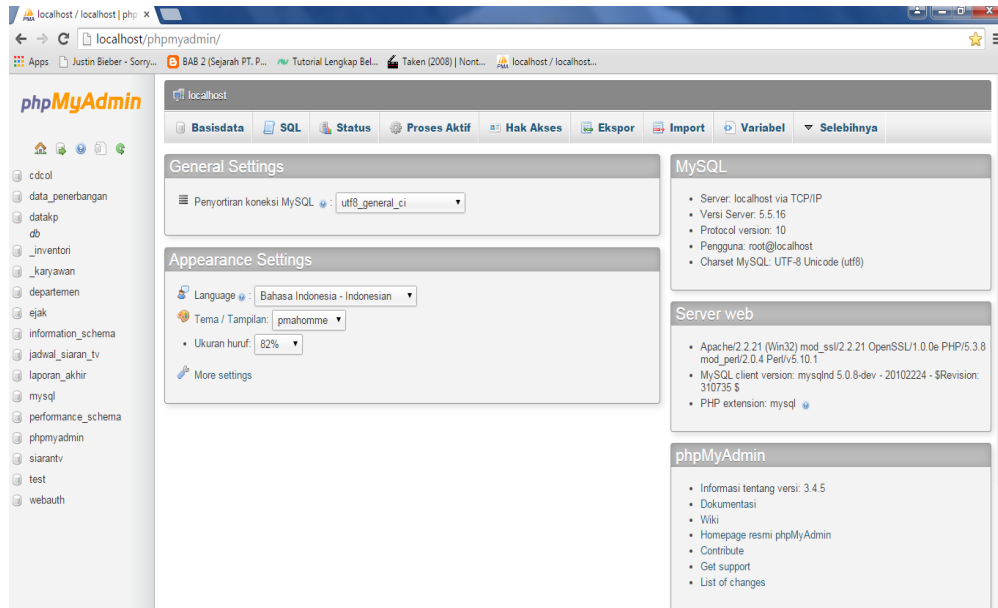 localhost / localhost | php
localhost/phpmyadmin/
Apps Justin Bieber - Sorry... BAB 2 (Sejarah PT. P... Tutorial Lengkap Bel... Taken (2008) | Nont... localhost / localhost...
phpMyAdmin
cdcol
data_penerbangan
datakp
db
_inventori
_karyawan
departemen
ejak
information_schema
jadwal_siaran_tv
laporan_akhir
mysql
performance_schema
phpmyadmin
siarantv
test
webauth
localhost
Basisdata SQL Status Proses Aktif Hak Akses Ekspor Import Variabel Selebihnya
General Settings
Penyortiran koneksi MySQL : utf8_general_ci
Appearance Settings
Language : Bahasa Indonesia - Indonesian
Tema / Tampilan: pmahomme
• Ukuran huruf: 82%
More settings
MySQL
• Server: localhost via TCP/IP
• Versi Server: 5.5.16
• Protocol version: 10
• Pengguna: root@localhost
• Charset MySQL: UTF-8 Unicode (utf8)
Server web
• Apache/2.2.21 (Win32) mod_ssl/2.2.21 OpenSSL/1.0.0e PHP/5.3.8
mod_perl/2.0.4 Perl/v5.10.1
• MySQL client version: mysqlnd 5.0.8-dev - 20102224 - $Revision:
310735 $
• PHP extension: mysql
phpMyAdmin
• Informasi tentang versi: 3.4.5
• Dokumentasi
• Wiki
• Homepage resmi phpMyAdmin
• Contribute
• Get support
• List of changes